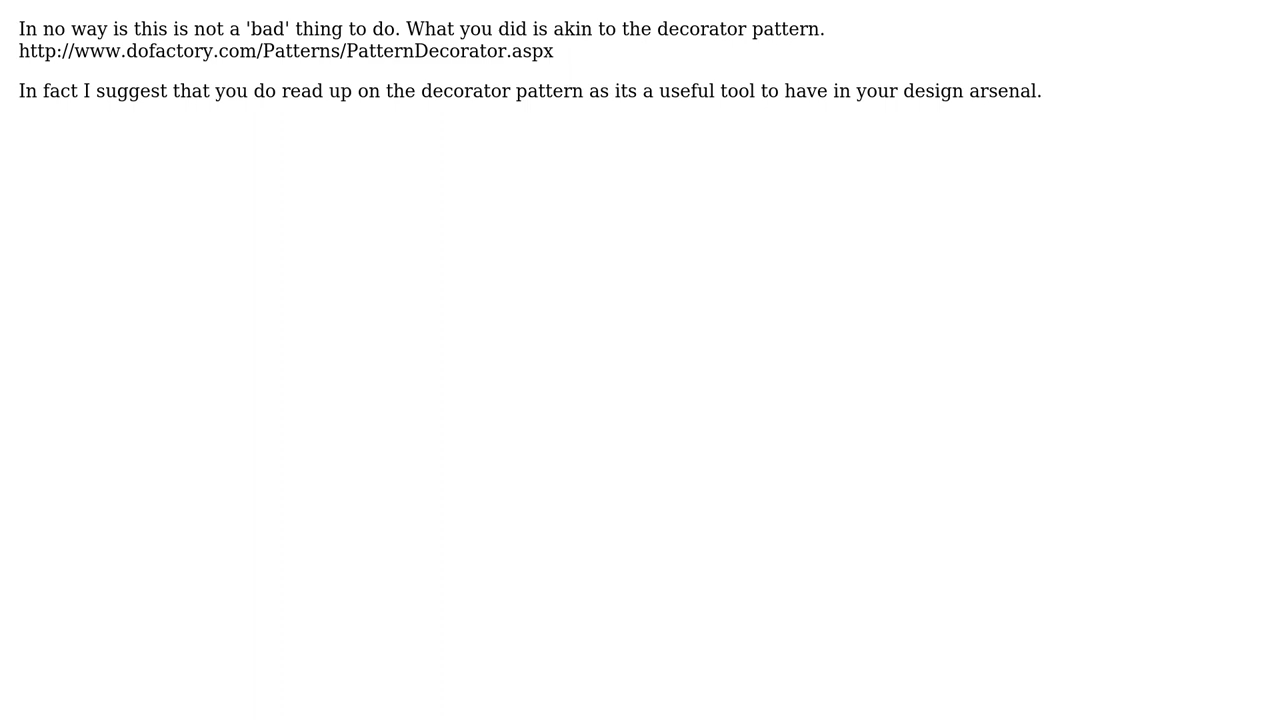 In no way is this is not a 'bad' thing to do. What you did is akin to the decorator pattern.
http://www.dofactory.com/Patterns/PatternDecorator.aspx
In fact I suggest that you do read up on the decorator pattern as its a useful tool to have in your design arsenal.